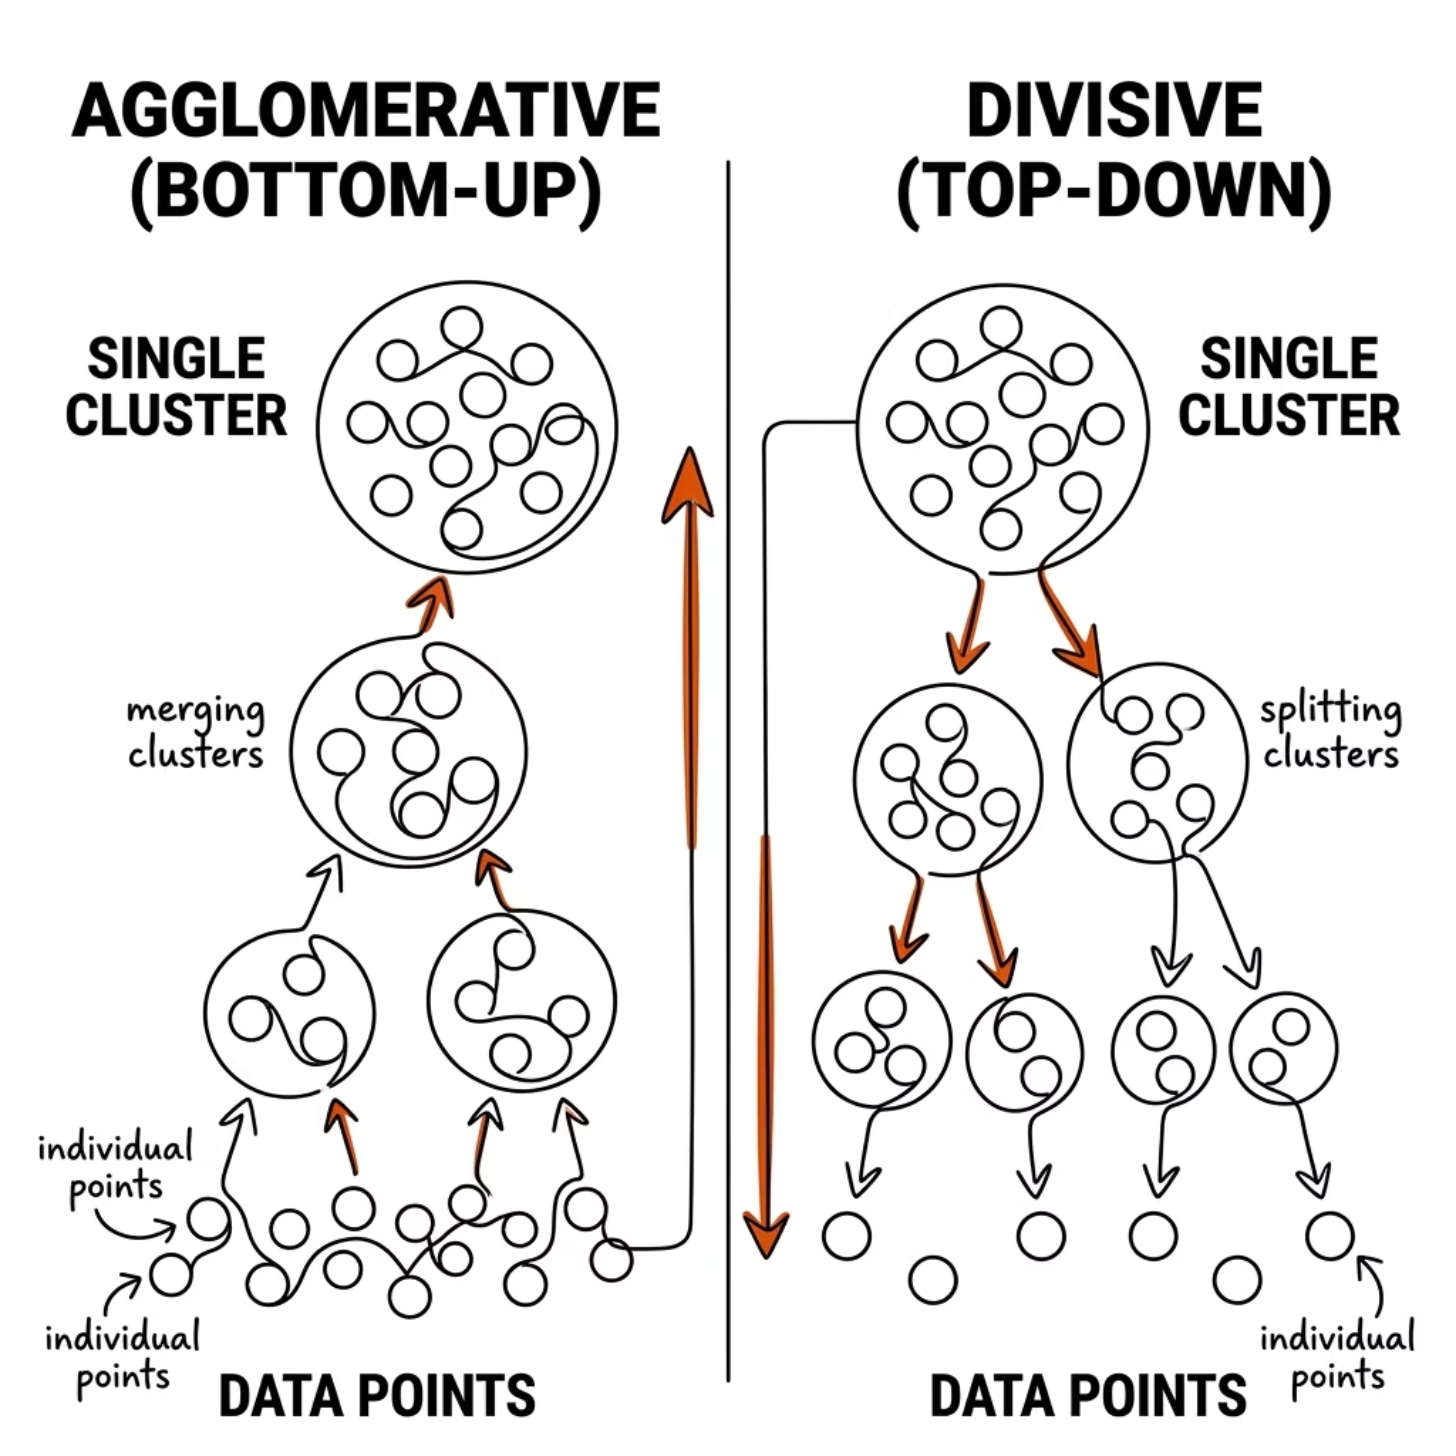 AGGLOMERATIVE
(BOTTOM-UP)
SINGLE
CLUSTER
merging
clusters
individual
points
individual
points
DATA POINTS
DIVISIVE
(TOP-DOWN)
SINGLE
CLUSTER
splitting
clusters
individual
points
DATA POINTS